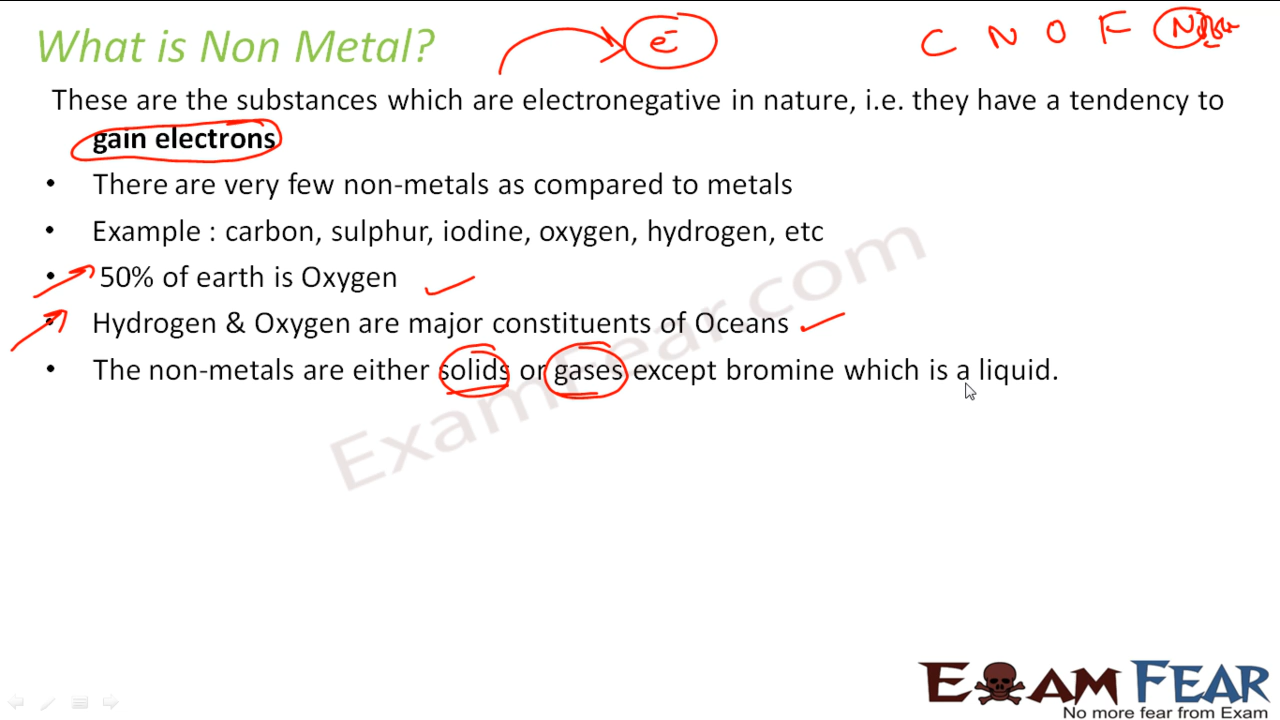 What is Non Metal?
e-
C N O F
These are the substances which are electronegative in nature, i.e. they have a tendency to
gain electrons
• There are very few non-metals as compared to metals
• Example : carbon, sulphur, iodine, oxygen, hydrogen, etc
• 50% of earth is Oxygen
• Hydrogen & Oxygen are major constituents of Oceans
• The non-metals are either solids or gases except bromine which is a liquid.
ExamFear.com
EXAM FEAR
No more fear from Exam